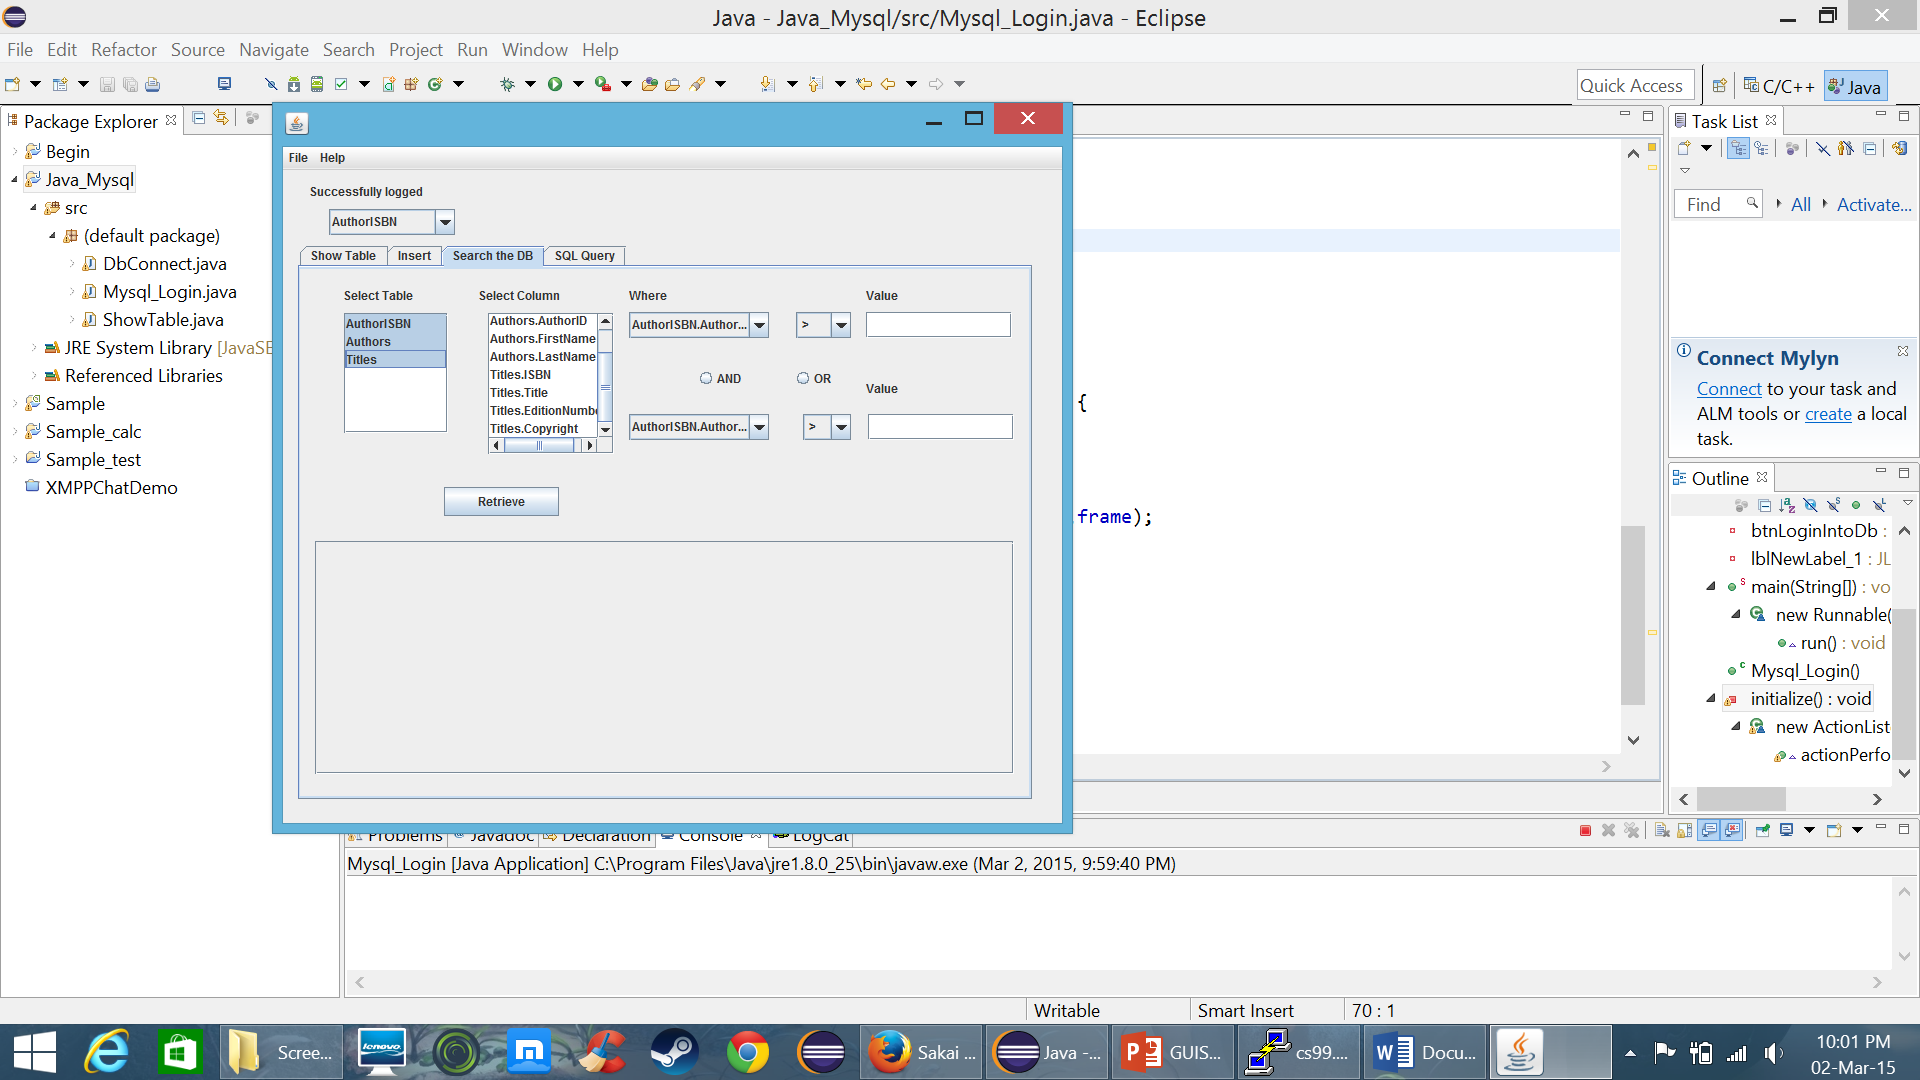 Java - Java_Mysql/src/Mysql_Login.java - Eclipse
File Edit Refactor Source Navigate Search Project Run Window Help
Quick Access
C/C++
Java
Package Explorer
Begin
Java_Mysql
src
(default package)
DbConnect.java
Mysql_Login.java
ShowTable.java
JRE System Library [JavaSE
Referenced Libraries
Sample
Sample_calc
Sample_test
XMPPChatDemo
File Help
Successfully logged
AuthorISBN
Show Table Insert Search the DB SQL Query
Select Table Select Column Where Value
AuthorISBN
Authors
Titles
Authors.AuthorID
Authors.FirstName
Authors.LastName
Titles.ISBN
Titles.Title
Titles.EditionNumbe
Titles.Copyright
AuthorISBN.Author... >
AND OR Value
AuthorISBN.Author... >
Retrieve
{
.frame);
Task List
Find All Activate...
Connect Mylyn
Connect to your task and
ALM tools or create a local
task.
Outline
btnLoginIntoDb :
lblNewLabel_1 : JL
main(String[]) : vo
new Runnable(
run() : void
Mysql_Login()
initialize() : void
new ActionList
actionPerfo
Problems Javadoc Declaration Console LogCat
Mysql_Login [Java Application] C:\Program Files\Java\jre1.8.0_25\bin\javaw.exe (Mar 2, 2015, 9:59:40 PM)
Writable Smart Insert 70 : 1
Scree...
lenovo
Sakai ...
Java -...
GUIS...
cs99....
Docu...
10:01 PM
02-Mar-15